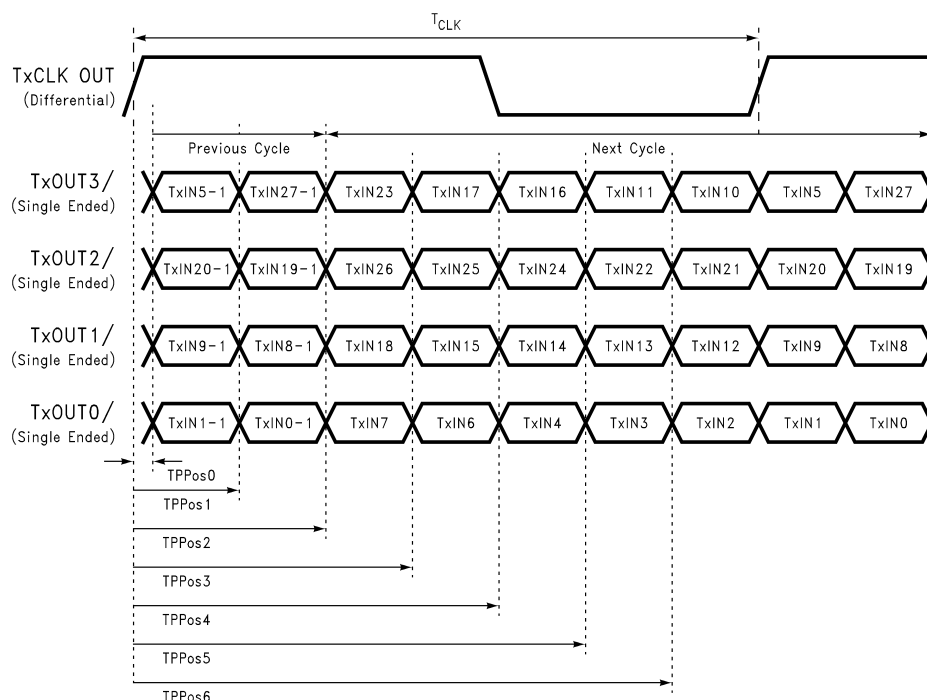 TCLK
TxCLK OUT
(Differential)
Previous Cycle Next Cycle
TxOUT3/
(Single Ended)
TxIN5-1 TxIN27-1 TxIN23 TxIN17 TxIN16 TxIN11 TxIN10 TxIN5 TxIN27
TxOUT2/
(Single Ended)
TxIN20-1 TxIN19-1 TxIN26 TxIN25 TxIN24 TxIN22 TxIN21 TxIN20 TxIN19
TxOUT1/
(Single Ended)
TxIN9-1 TxIN8-1 TxIN18 TxIN15 TxIN14 TxIN13 TxIN12 TxIN9 TxIN8
TxOUT0/
(Single Ended)
TxIN1-1 TxIN0-1 TxIN7 TxIN6 TxIN4 TxIN3 TxIN2 TxIN1 TxIN0
TPPos0
TPPos1
TPPos2
TPPos3
TPPos4
TPPos5
TPPos6